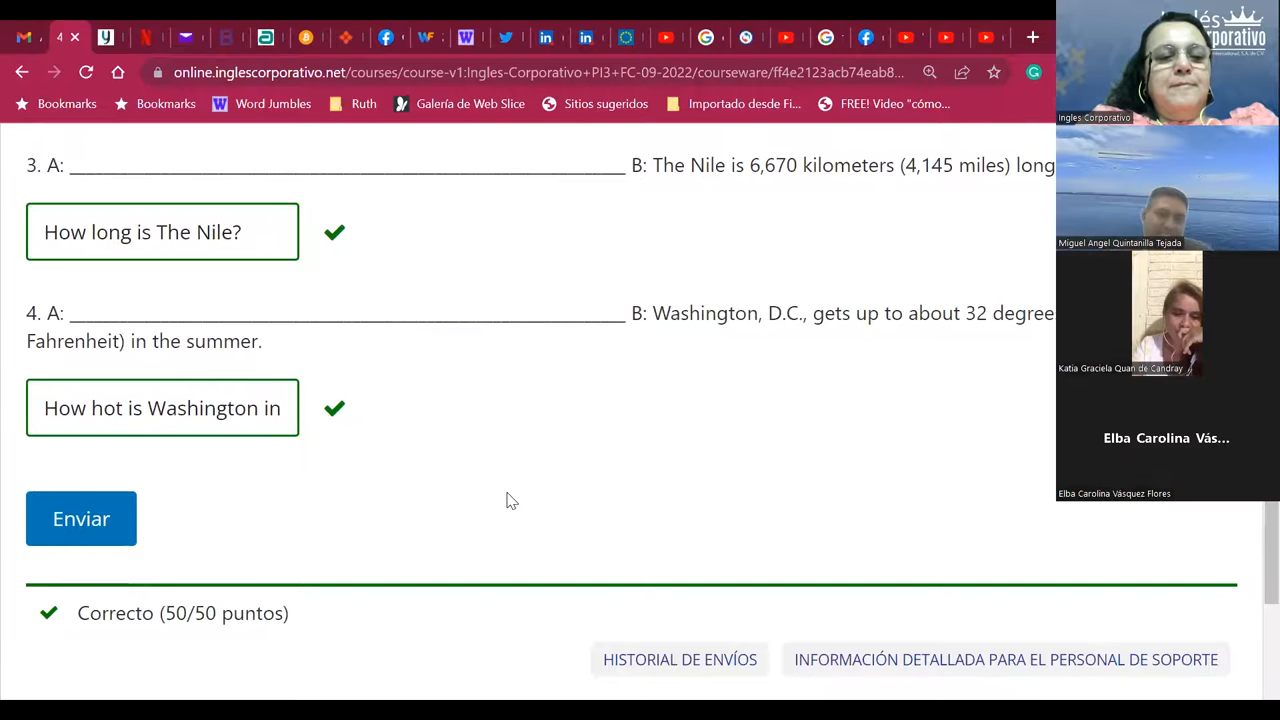 4
online.inglescorporativo.net/courses/course-v1:Ingles-Corporativo+PI3+FC-09-2022/courseware/ff4e2123acb74eab8...
Bookmarks Bookmarks Word Jumbles Ruth Galería de Web Slice Sitios sugeridos Importado desde Fi... FREE! Video "cómo...
3. A: ______________________________________________________ B: The Nile is 6,670 kilometers (4,145 miles) long
How long is The Nile?
4. A: ______________________________________________________ B: Washington, D.C., gets up to about 32 degree
Fahrenheit) in the summer.
How hot is Washington in
Enviar
Correcto (50/50 puntos)
HISTORIAL DE ENVÍOS INFORMACIÓN DETALLADA PARA EL PERSONAL DE SOPORTE
Ingles Corporativo
Miguel Angel Quintanilla Tejada
Katia Graciela Quan de Candray
Elba Carolina Vás...
Elba Carolina Vásquez Flores